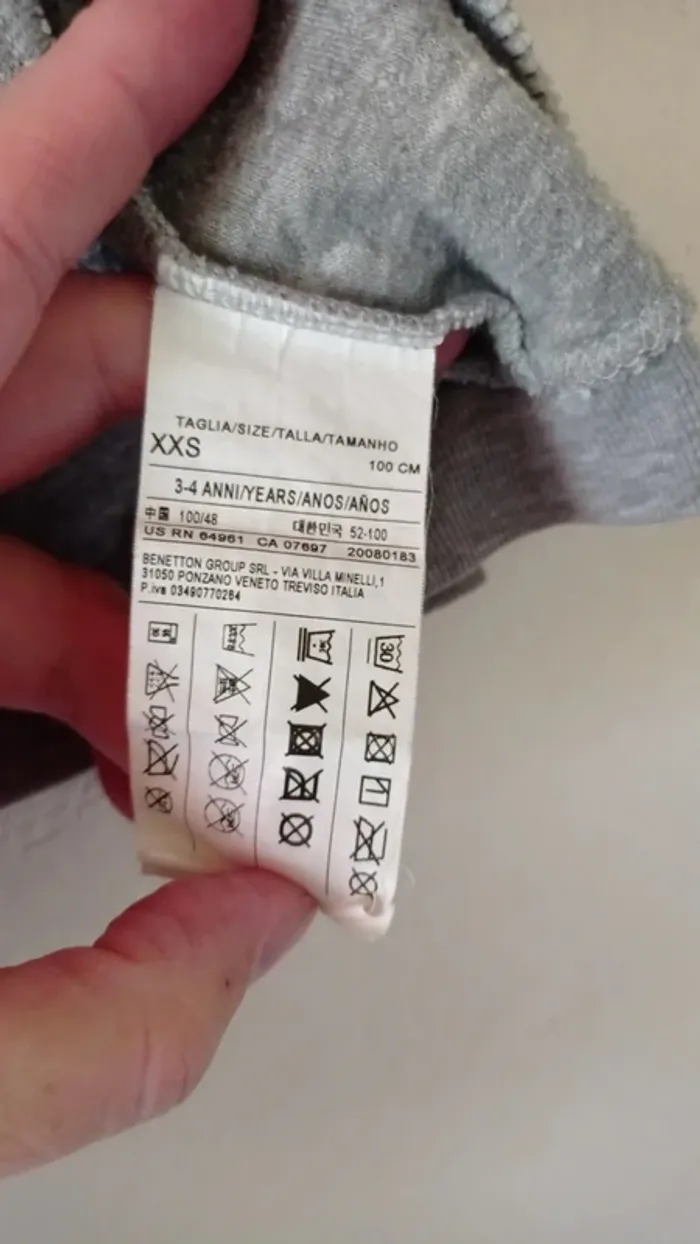 TAGLIA/SIZE/TALLA/TAMANHO
XXS
100 CM
3-4 ANNI/YEARS/ANOS/AÑOS
中国 100/48 대한민국 52-100
US RN 64961 CA 07697 20080183
BENETTON GROUP SRL - VIA VILLA MINELLI,1
31050 PONZANO VENETO TREVISO ITALIA
P.iva 03490770264
30